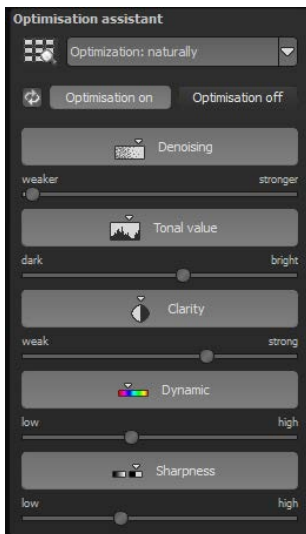 Optimisation assistant
Optimization: naturally
Optimisation on Optimisation off
Denoising
weaker stronger
Tonal value
dark bright
Clarity
weak strong
Dynamic
low high
Sharpness
low high